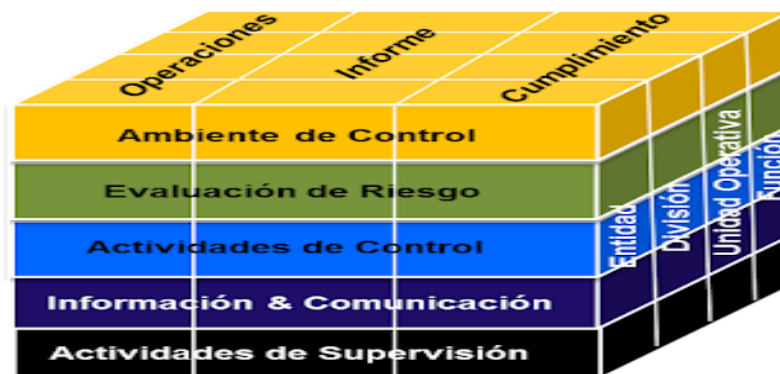 Operaciones
Informe
Cumplimiento
Ambiente de Control
Evaluación de Riesgo
Actividades de Control
Información & Comunicación
Actividades de Supervisión
Entidad
División
Unidad Operativa
Función